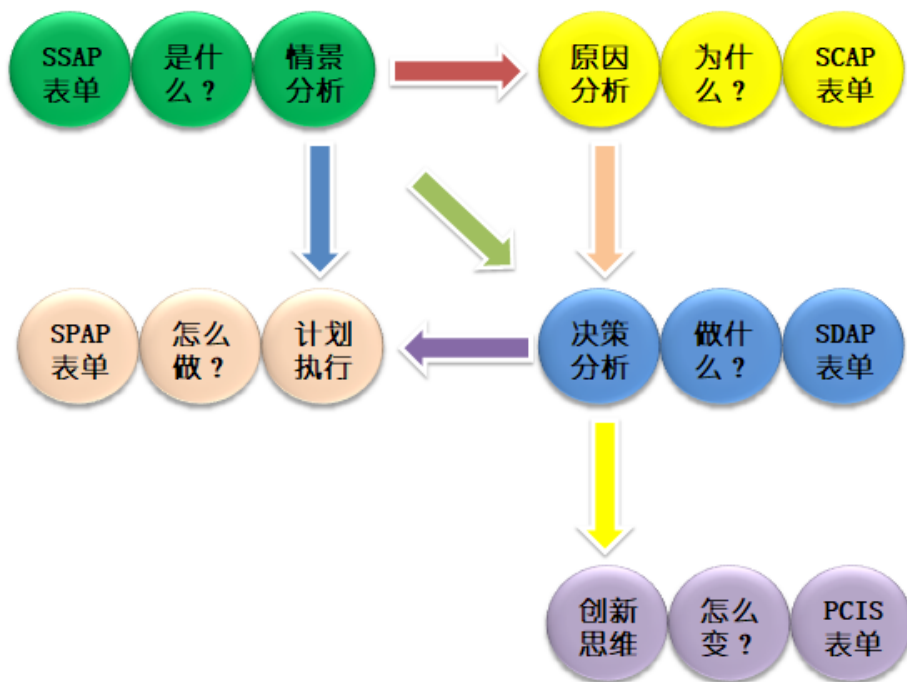 SSAP
表单
是什
么？
情景
分析
原因
分析
为什
么？
SCAP
表单
SPAP
表单
怎么
做？
计划
执行
决策
分析
做什
么？
SDAP
表单
创新
思维
怎么
变？
PCIS
表单